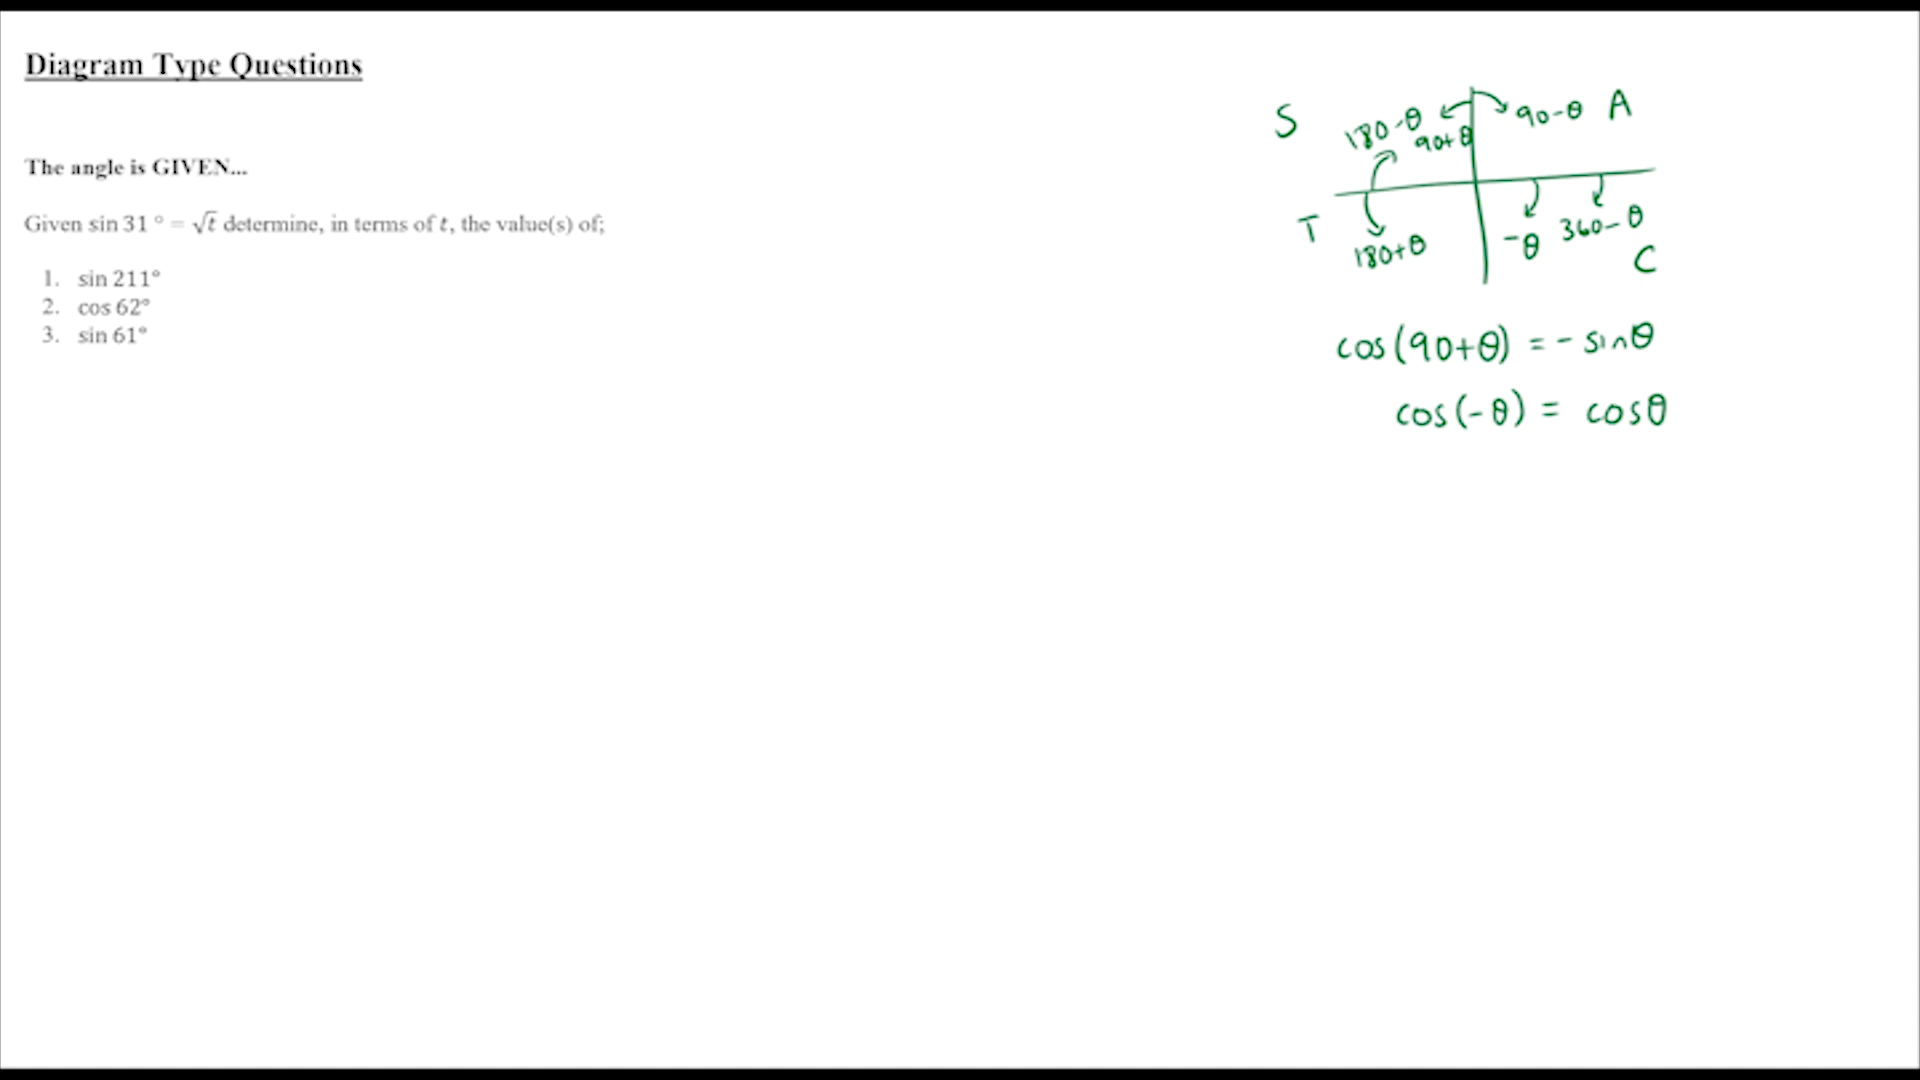 Diagram Type Questions
The angle is GIVEN...
Given sin 31 ° = √t determine, in terms of t, the value(s) of;
1. sin 211°
2. cos 62°
3. sin 61°
S 180-θ 90-θ A
90+θ
T 180+θ -θ 360-θ
C
cos(90+θ) = - sinθ
cos(-θ) = cosθ